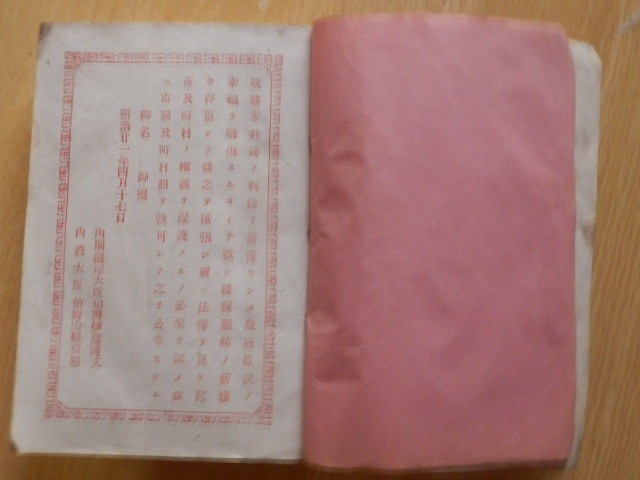 朕地方共同ノ利益ヲ發達セシメ衆庶臣民ノ
幸福ヲ增進スルコトヲ欲シ隣保團結ノ舊慣
ヲ存重シテ益之ヲ擴張シ更ニ法律ヲ以テ都
市及町村ノ權義ヲ保護スルノ必要ヲ認メ茲
ニ市制及町村制ヲ裁可シテ之ヲ公布セシム
御名 御璽
明治廿一年四月十七日
內閣總理大臣伯爵伊藤博文
內務大臣伯爵山縣有朋